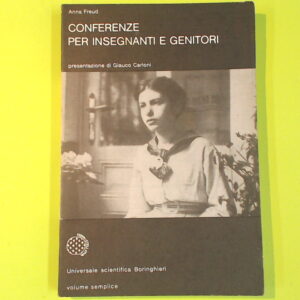 Anna Freud
CONFERENZE
PER INSEGNANTI E GENITORI
presentazione di Glauco Carloni
Universale scientifica Boringhieri
volume semplice